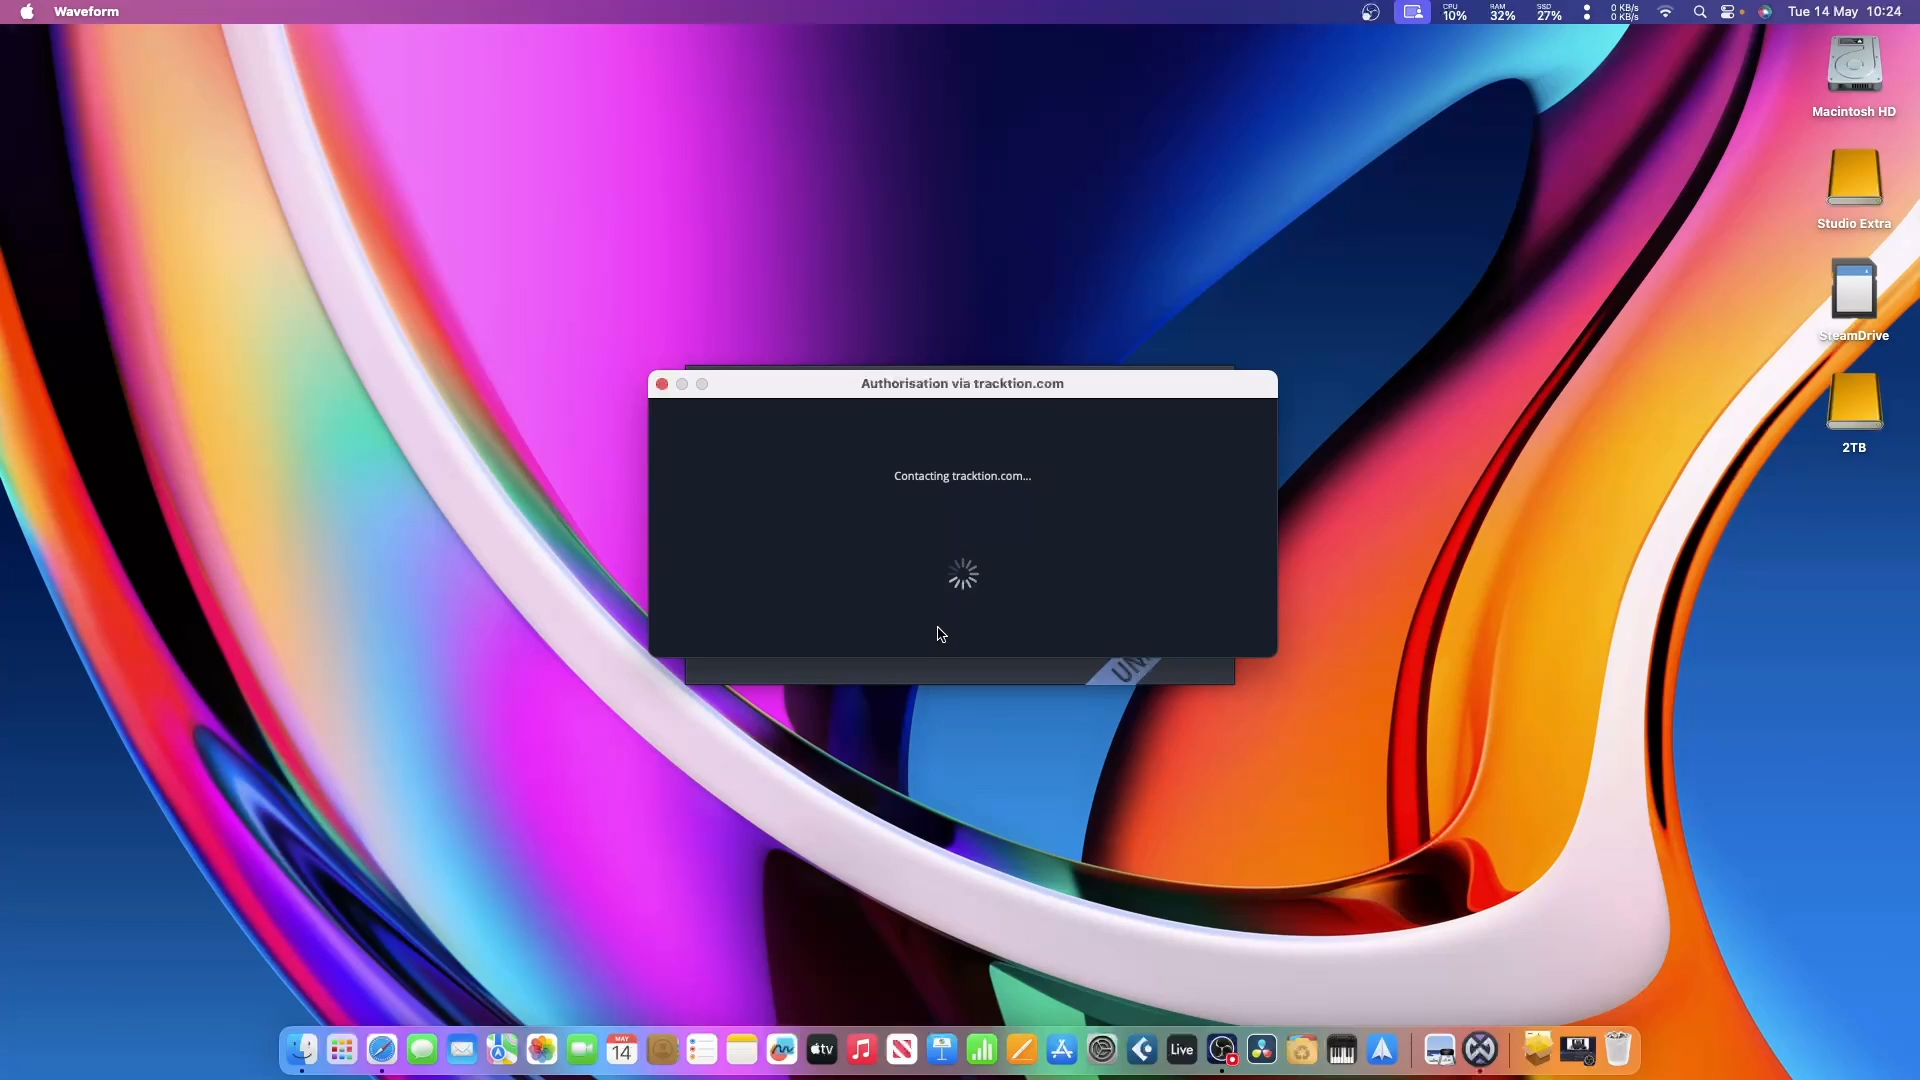 Waveform
CPU
10%
RAM
32%
SSD
27%
0 KB/s
0 KB/s
Tue 14 May 10:24
Macintosh HD
Studio Extra
SteamDrive
2TB
Authorisation via tracktion.com
Contacting tracktion.com...
UN
MAY
14
tv
Live